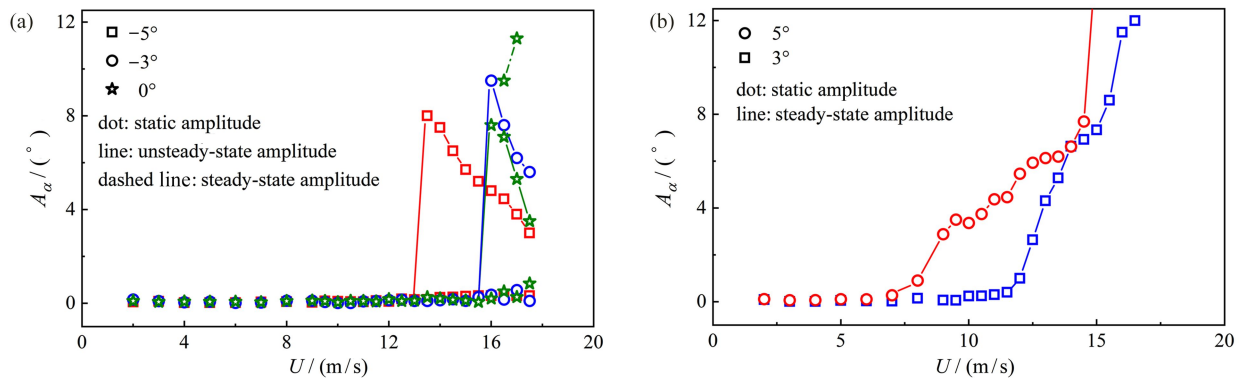 (a)
12
8
4
0
A_α / (°)
−5°
−3°
0°
dot: static amplitude
line: unsteady-state amplitude
dashed line: steady-state amplitude
0 4 8 12 16 20
U / (m/s)
(b)
12
8
4
0
A_α / (°)
5°
3°
dot: static amplitude
line: steady-state amplitude
0 5 10 15 20
U / (m/s)